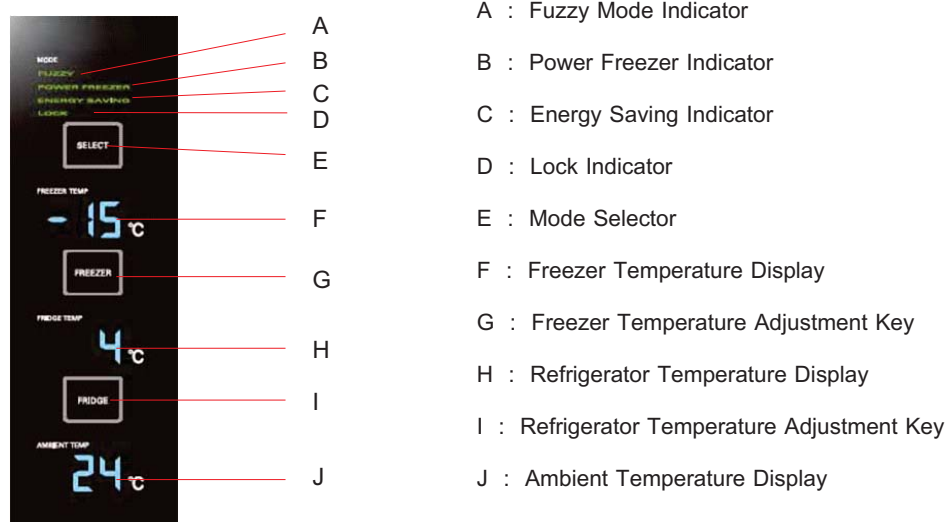 MODE
FUZZY
POWER FREEZER
ENERGY SAVING
LOCK
SELECT
FREEZER TEMP
-15 °C
FREEZER
FRIDGE TEMP
4 °C
FRIDGE
AMBIENT TEMP
24 °C
A
B
C
D
E
F
G
H
I
J
A : Fuzzy Mode Indicator
B : Power Freezer Indicator
C : Energy Saving Indicator
D : Lock Indicator
E : Mode Selector
F : Freezer Temperature Display
G : Freezer Temperature Adjustment Key
H : Refrigerator Temperature Display
I : Refrigerator Temperature Adjustment Key
J : Ambient Temperature Display